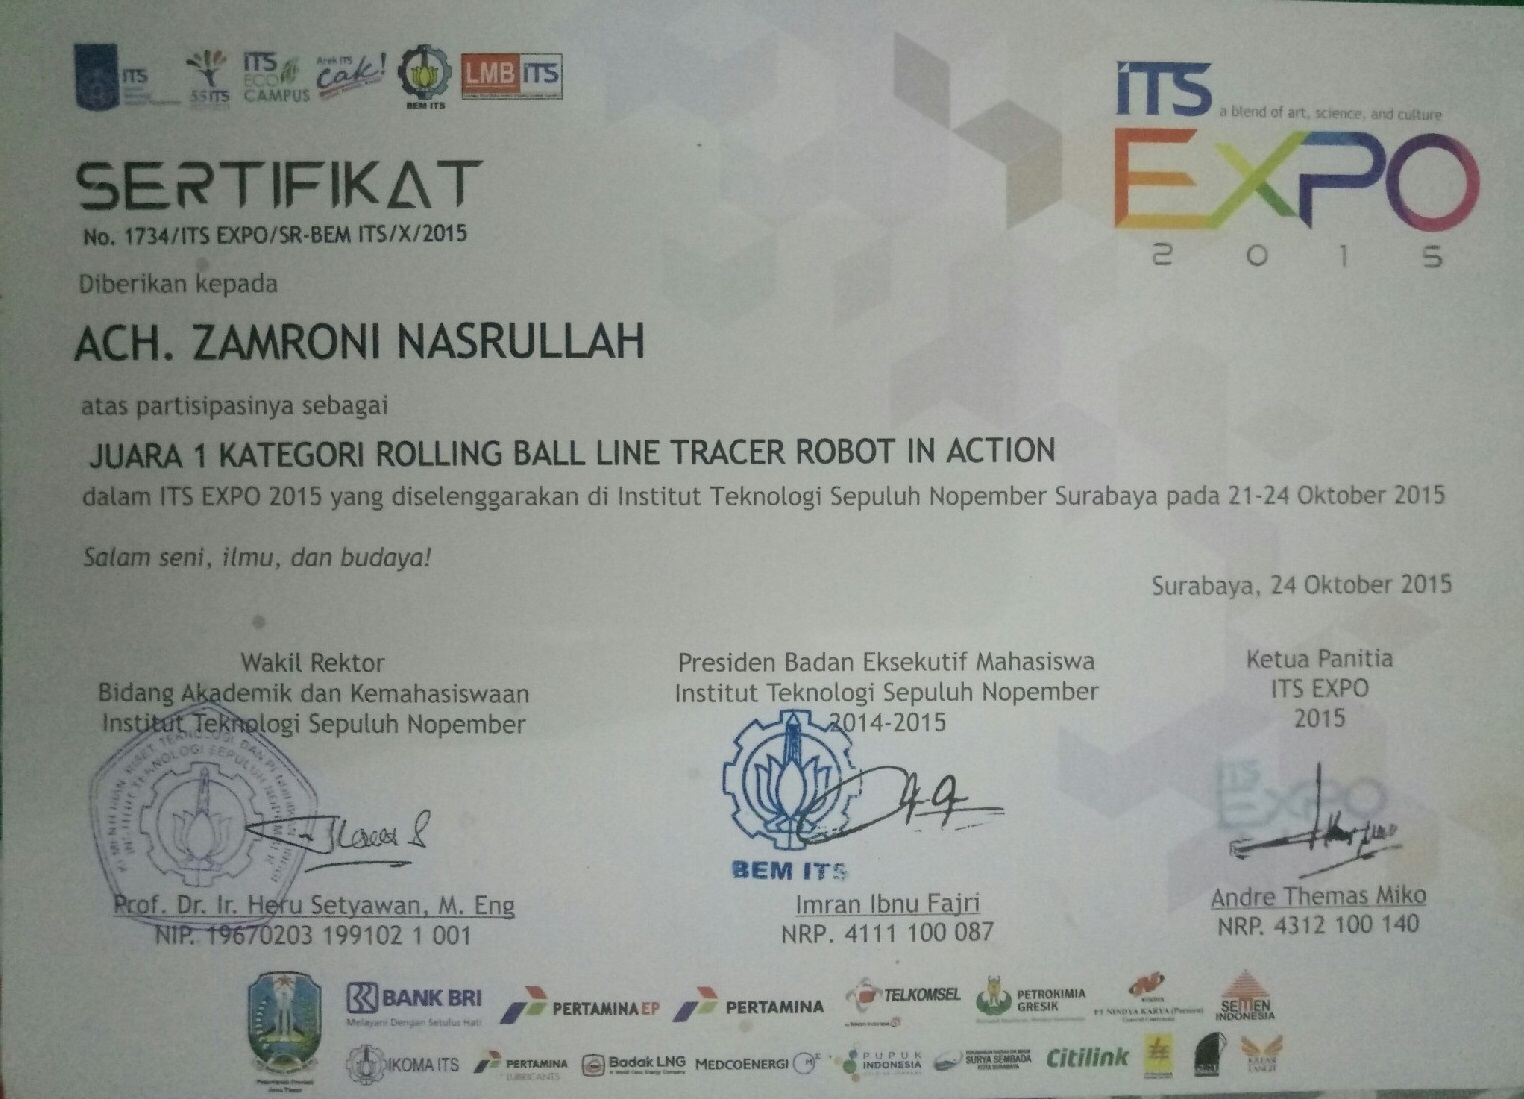 ITS
ITS
ITS
ECO
CAMPUS
Arek ITS
Cak!
BEM ITS
LMB ITS
ITS
a blend of art, science, and culture
EXPO
2015
SERTIFIKAT
No. 1734/ITS EXPO/SR-BEM ITS/X/2015
Diberikan kepada
ACH. ZAMRONI NASRULLAH
atas partisipasinya sebagai
JUARA 1 KATEGORI ROLLING BALL LINE TRACER ROBOT IN ACTION
dalam ITS EXPO 2015 yang diselenggarakan di Institut Teknologi Sepuluh Nopember Surabaya pada 21-24 Oktober 2015
Salam seni, ilmu, dan budaya!
Surabaya, 24 Oktober 2015
Wakil Rektor
Bidang Akademik dan Kemahasiswaan
Institut Teknologi Sepuluh Nopember
Prof. Dr. Ir. Heru Setyawan, M. Eng
NIP. 19670203 199102 1 001
Presiden Badan Eksekutif Mahasiswa
Institut Teknologi Sepuluh Nopember
2014-2015
BEM ITS
Imran Ibnu Fajri
NRP. 4111 100 087
Ketua Panitia
ITS EXPO
2015
ITS
EXPO
Andre Themas Miko
NRP. 4312 100 140
BANK BRI
Melayani Dengan Setulus Hati
PERTAMINA EP
PERTAMINA
TELKOMSEL
PETROKIMIA
GRESIK
PT NINDYA KARYA (Persero)
SEMEN
INDONESIA
IKOMA ITS
PERTAMINA
LUBRICANTS
Badak LNG
MEDCOENERGI
PUPUK
INDONESIA
SURYA SEMBADA
Citilink